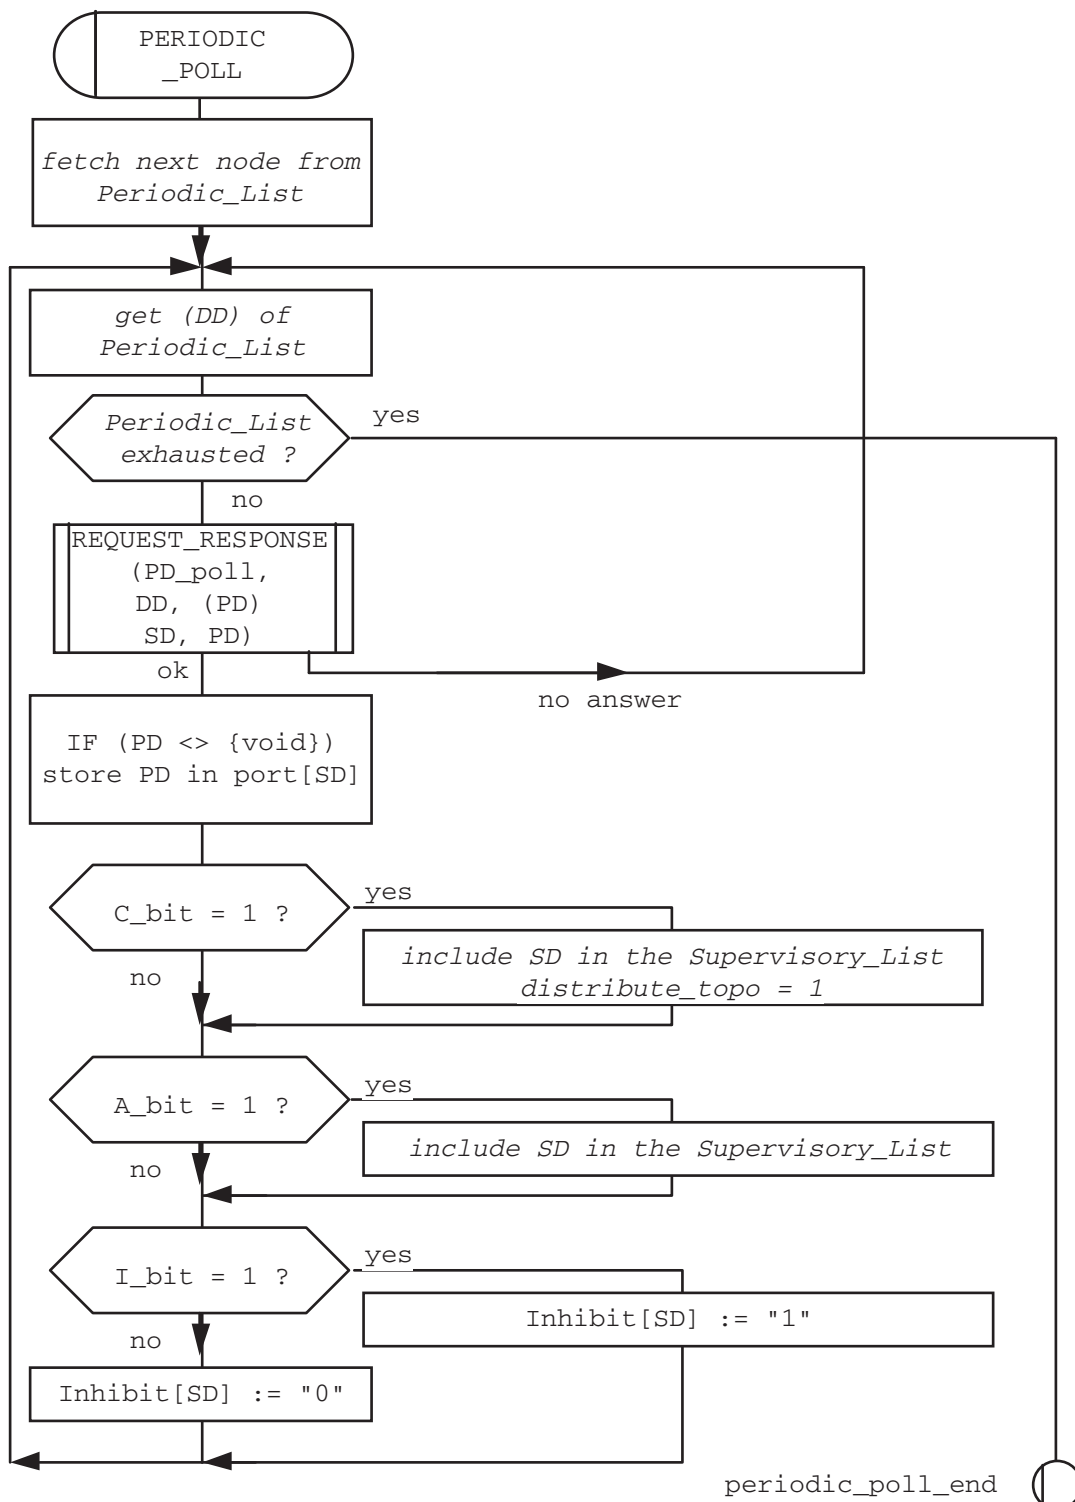 PERIODIC
_POLL
fetch next node from
Periodic_List
get (DD) of
Periodic_List
Periodic_List
exhausted ?
yes
no
REQUEST_RESPONSE
(PD_poll,
DD, (PD)
SD, PD)
ok
no answer
IF (PD <> {void})
store PD in port[SD]
C_bit = 1 ?
yes
include SD in the Supervisory_List
distribute_topo = 1
no
A_bit = 1 ?
yes
include SD in the Supervisory_List
no
I_bit = 1 ?
yes
Inhibit[SD] := "1"
no
Inhibit[SD] := "0"
periodic_poll_end